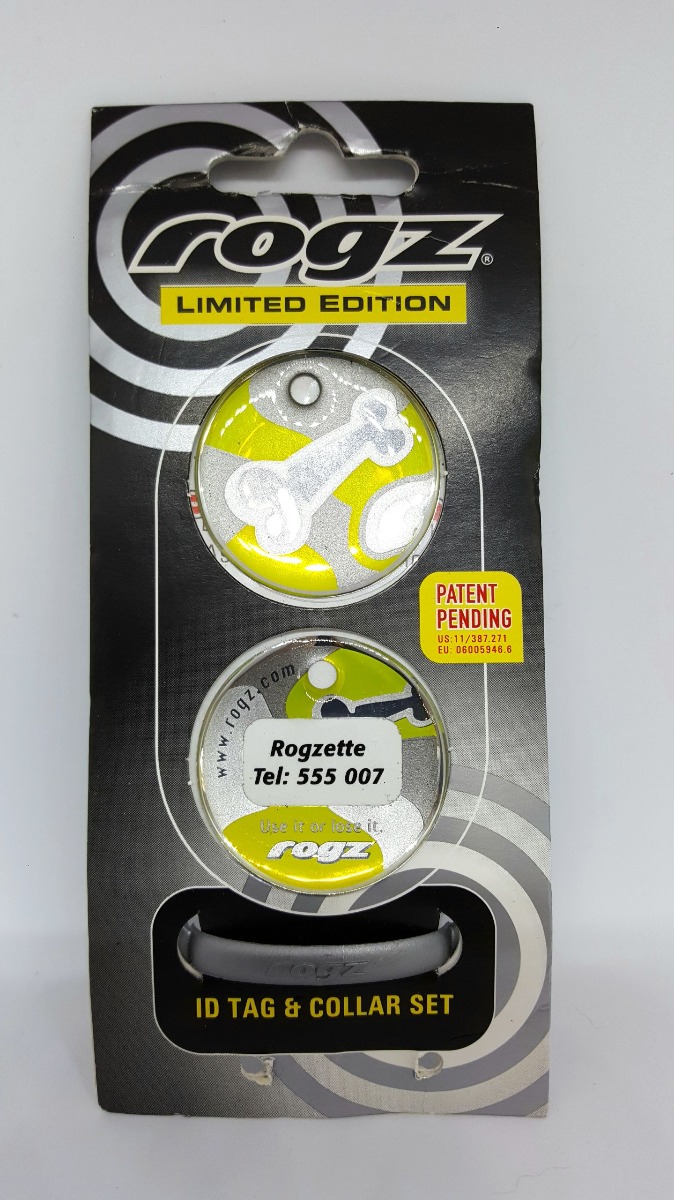 rogz®
LIMITED EDITION
PATENT
PENDING
US:11/387.271
EU: 06005946.6
www.rogz.com
Rogzette
Tel: 555 007
Use it or lose it.
rogz
rogz
ID TAG & COLLAR SET